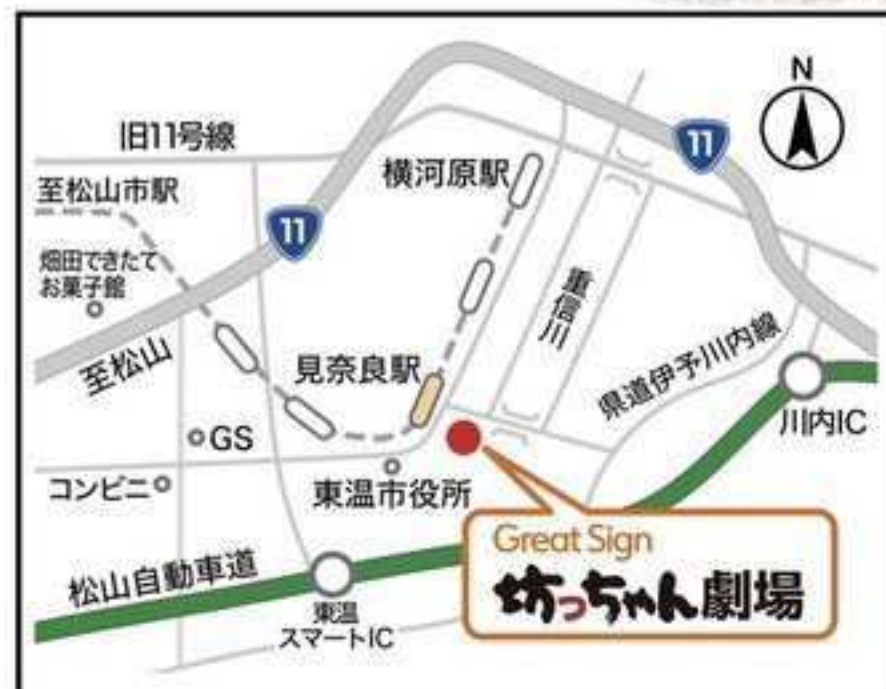 N
旧11号線
11
横河原駅
至松山市駅
11
畑田できたて
お菓子館
重信川
至松山
見奈良駅
県道伊予川内線
川内IC
GS
コンビニ
東温市役所
Great Sign
坊っちゃん劇場
松山自動車道
東温
スマートIC